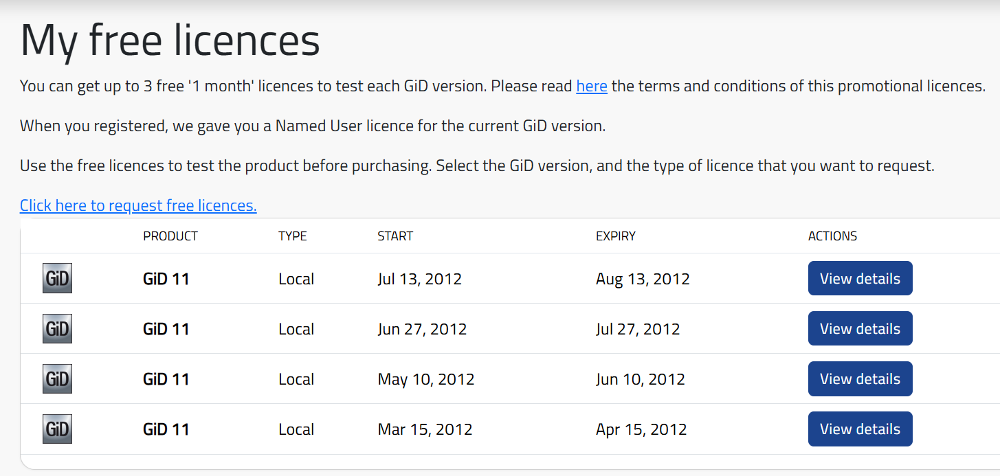 My free licences
You can get up to 3 free '1 month' licences to test each GiD version. Please read here the terms and conditions of this promotional licences.
When you registered, we gave you a Named User licence for the current GiD version.
Use the free licences to test the product before purchasing. Select the GiD version, and the type of licence that you want to request.
Click here to request free licences.
PRODUCT TYPE START EXPIRY ACTIONS
GiD GiD 11 Local Jul 13, 2012 Aug 13, 2012 View details
GiD GiD 11 Local Jun 27, 2012 Jul 27, 2012 View details
GiD GiD 11 Local May 10, 2012 Jun 10, 2012 View details
GiD GiD 11 Local Mar 15, 2012 Apr 15, 2012 View details